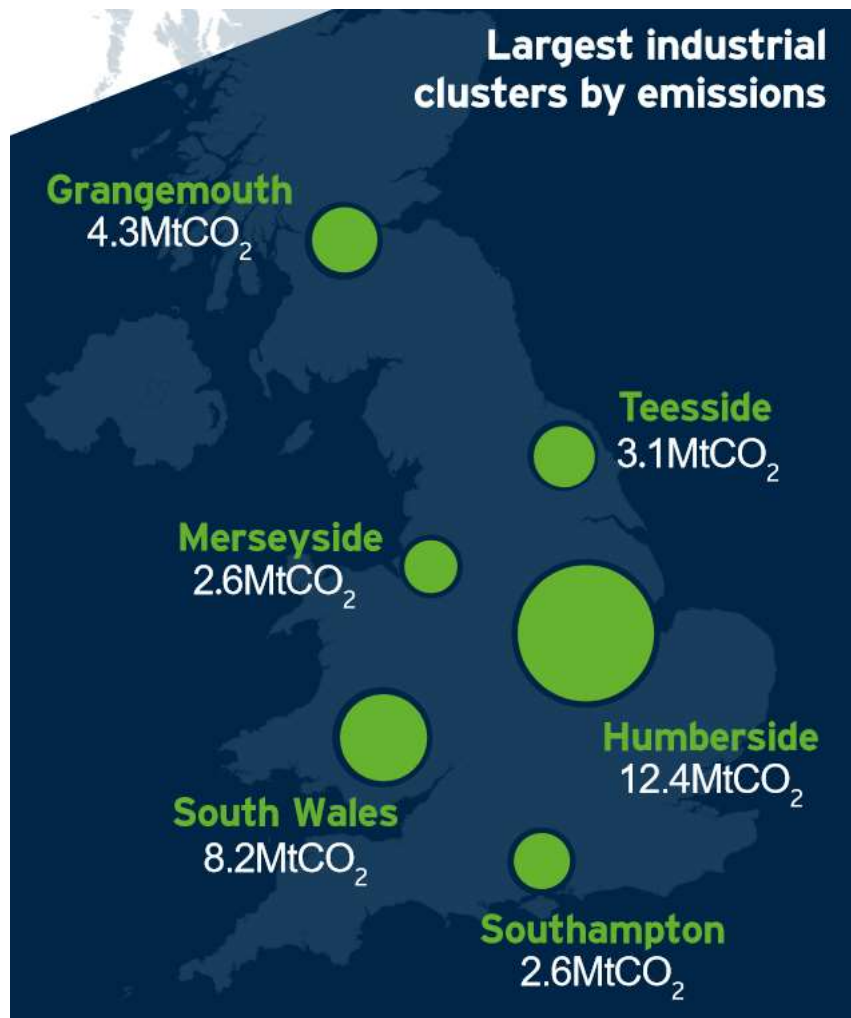 Largest industrial
clusters by emissions
Grangemouth
4.3MtCO₂
Teesside
3.1MtCO₂
Merseyside
2.6MtCO₂
Humberside
12.4MtCO₂
South Wales
8.2MtCO₂
Southampton
2.6MtCO₂